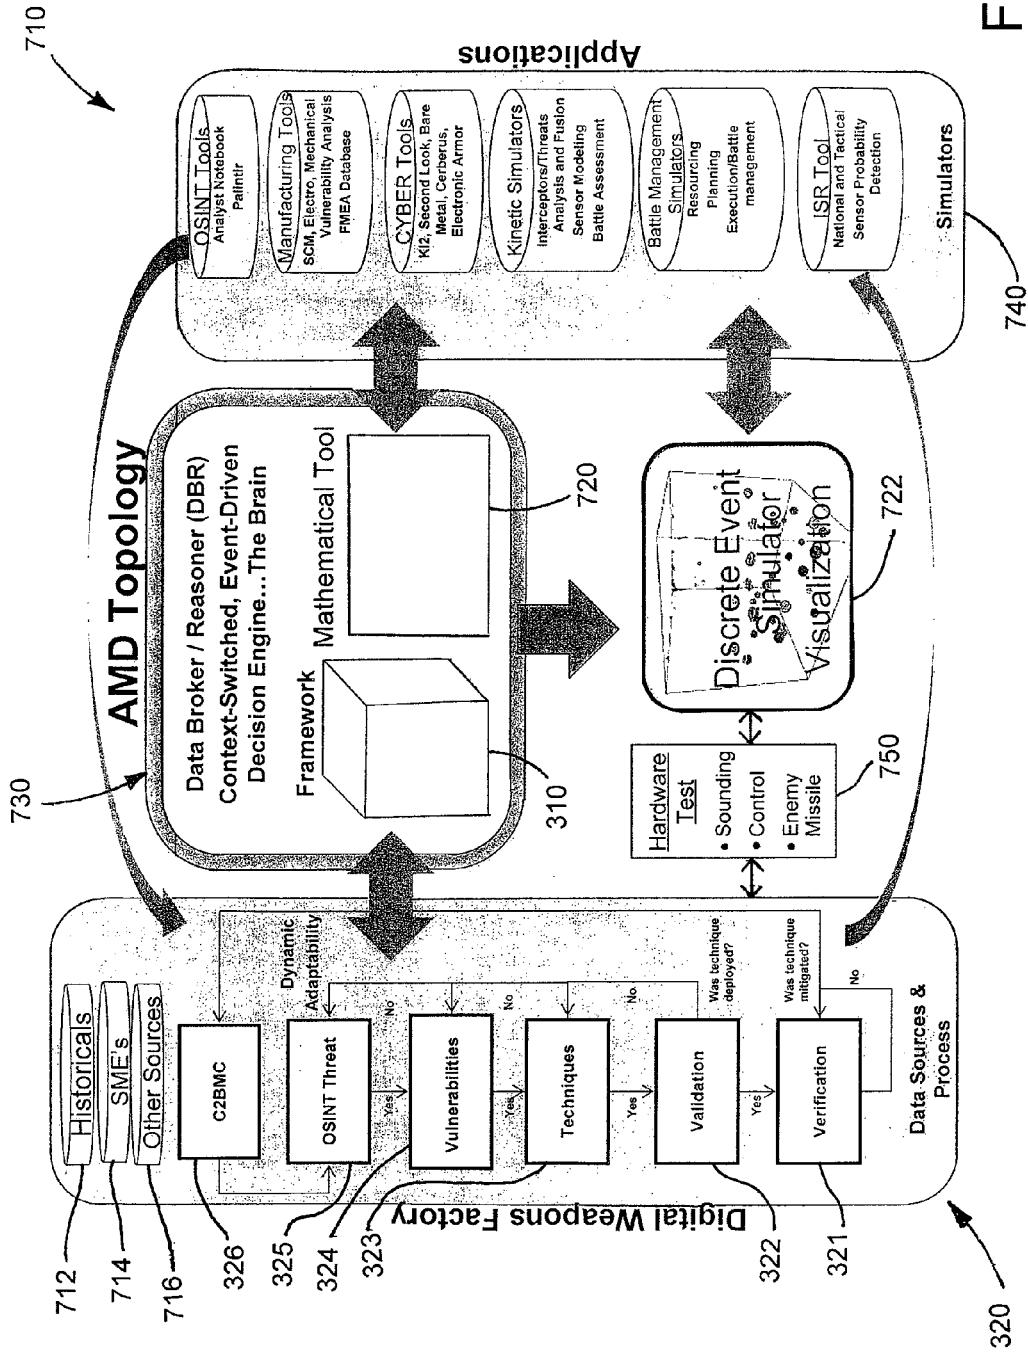 710
AMD Topology
730
Historicals
SME's
Other Sources
712
714
716
C2BMC
326
Dynamic
Adaptability
OSINT Threat
325
No
Yes
Vulnerabilities
324
No
Yes
Techniques
323
No
Yes
Validation
322
Was technique
deployed?
Yes
Verification
321
Was technique
mitigated?
No
Data Sources &
Process
Digital Weapons Factory
320
Data Broker / Reasoner (DBR)
Context-Switched, Event-Driven
Decision Engine...The Brain
Framework
Mathematical Tool
310
720
Hardware
Test
• Sounding
• Control
• Enemy
Missile
750
Discrete Event
Simulator
Visualization
722
Applications
OSINT Tools
Analyst Notebook
Palintir
Manufacturing Tools
SCM, Electro, Mechanical
Vulnerability Analysis
FMEA Database
CYBER Tools
KI2, Second Look, Bare
Metal, Cerberus,
Electronic Armor
Kinetic Simulators
Interceptors/Threats
Analysis and Fusion
Sensor Modeling
Battle Assessment
Battle Management
Simulators
Resourcing
Planning
Execution/Battle
management
ISR Tool
National and Tactical
Sensor Probability
Detection
Simulators
740
F